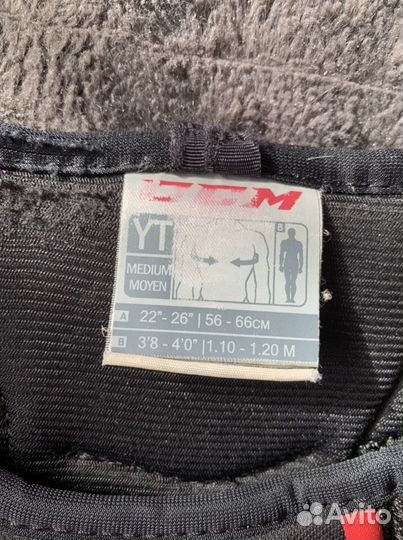 CCM
YT
B
MEDIUM
MOYEN
A 22"- 26" | 56 - 66CM
B 3'8 - 4'0" | 1.10 - 1.20 M
Avito